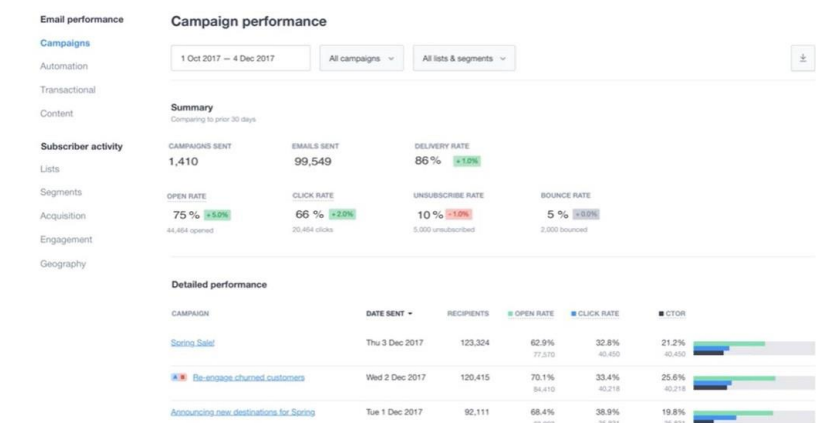 Email performance
Campaigns
Automation
Transactional
Content
Subscriber activity
Lists
Segments
Acquisition
Engagement
Geography
Campaign performance
1 Oct 2017 — 4 Dec 2017
All campaigns
All lists & segments
Summary
Comparing to prior 30 days
CAMPAIGNS SENT EMAILS SENT DELIVERY RATE
1,410 99,549 86% +1.0%
OPEN RATE CLICK RATE UNSUBSCRIBE RATE BOUNCE RATE
75 % +5.0% 66 % +2.0% 10 % -1.0% 5 % +0.0%
44,464 opened 20,464 clicks 5,000 unsubscribed 2,000 bounced
Detailed performance
CAMPAIGN DATE SENT RECIPIENTS OPEN RATE CLICK RATE CTOR
Spring Sale! Thu 3 Dec 2017 123,324 62.9% 32.8% 21.2%
77,570 40,450 40,450
A B Re-engage churned customers Wed 2 Dec 2017 120,415 70.1% 33.4% 25.6%
84,410 40,218 40,218
Announcing new destinations for Spring Tue 1 Dec 2017 92,111 68.4% 38.9% 19.8%